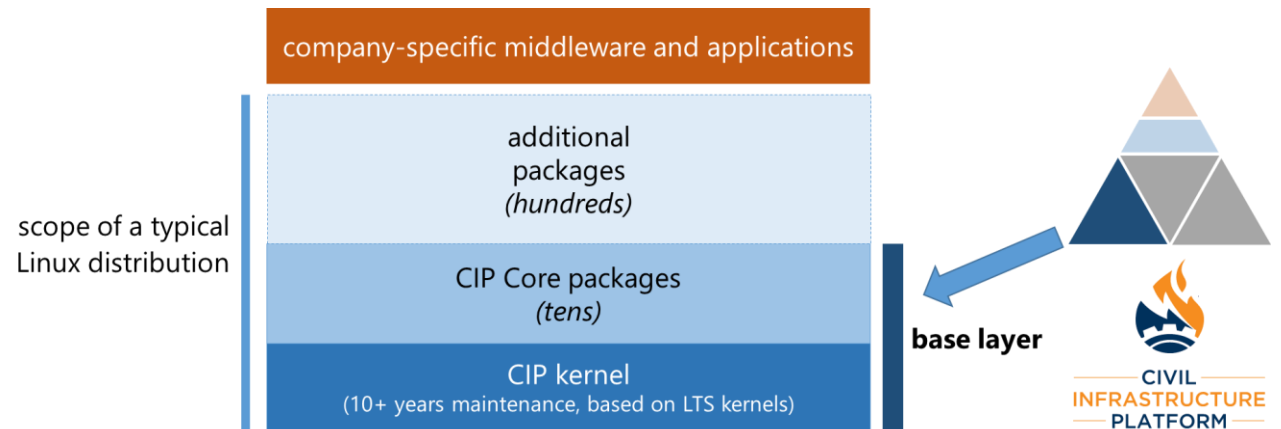 company-specific middleware and applications
additional
packages
(hundreds)
scope of a typical
Linux distribution
CIP Core packages
(tens)
base layer
CIP kernel
(10+ years maintenance, based on LTS kernels)
CIVIL
INFRASTRUCTURE
PLATFORM